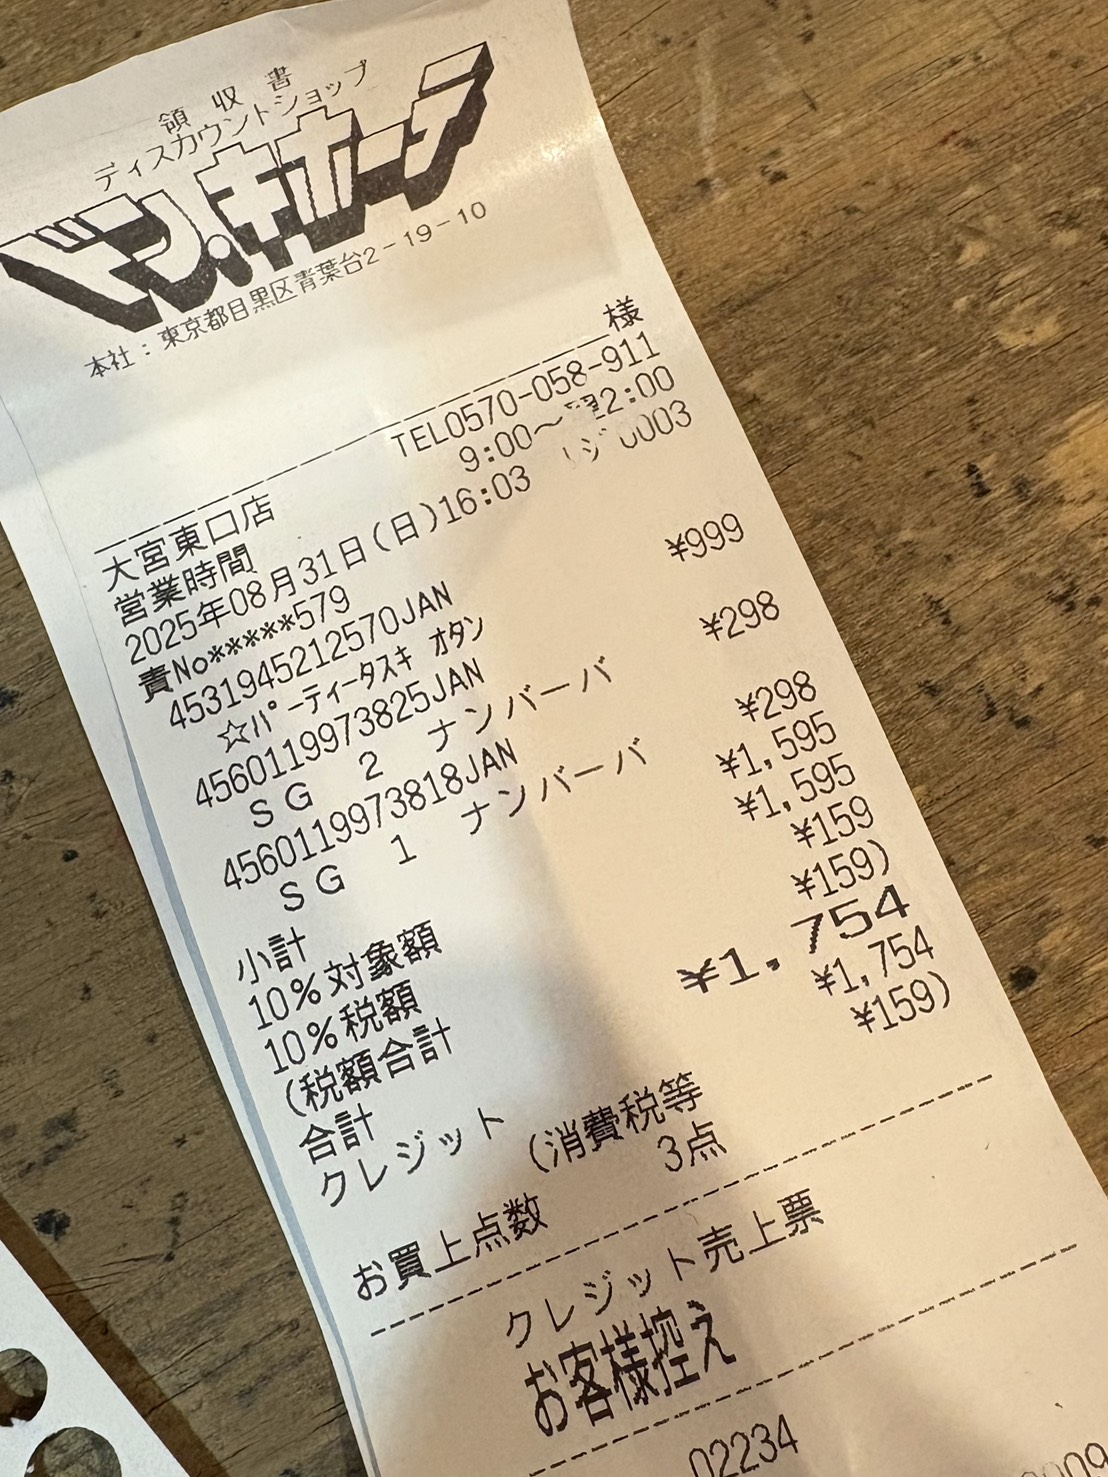 領収書
ディスカウントショップ
ドン.キホーテ
本社：東京都目黒区青葉台2-19-10
様
大宮東口店 TEL0570-058-911
営業時間 9:00～翌2:00
2025年08月31日(日)16:03 レジ0003
責No*****579
4531945212570JAN
☆パーティータスキ オタン ¥999
4560119973825JAN
SG 2 ナンバーバ ¥298
4560119973818JAN
SG 1 ナンバーバ ¥298
小計 ¥1,595
10%対象額 ¥1,595
10%税額 ¥159
(税額合計 ¥159)
合計 ¥1,754
クレジット ¥1,754
(消費税等 ¥159)
お買上点数 3点
クレジット売上票
お客様控え
02234